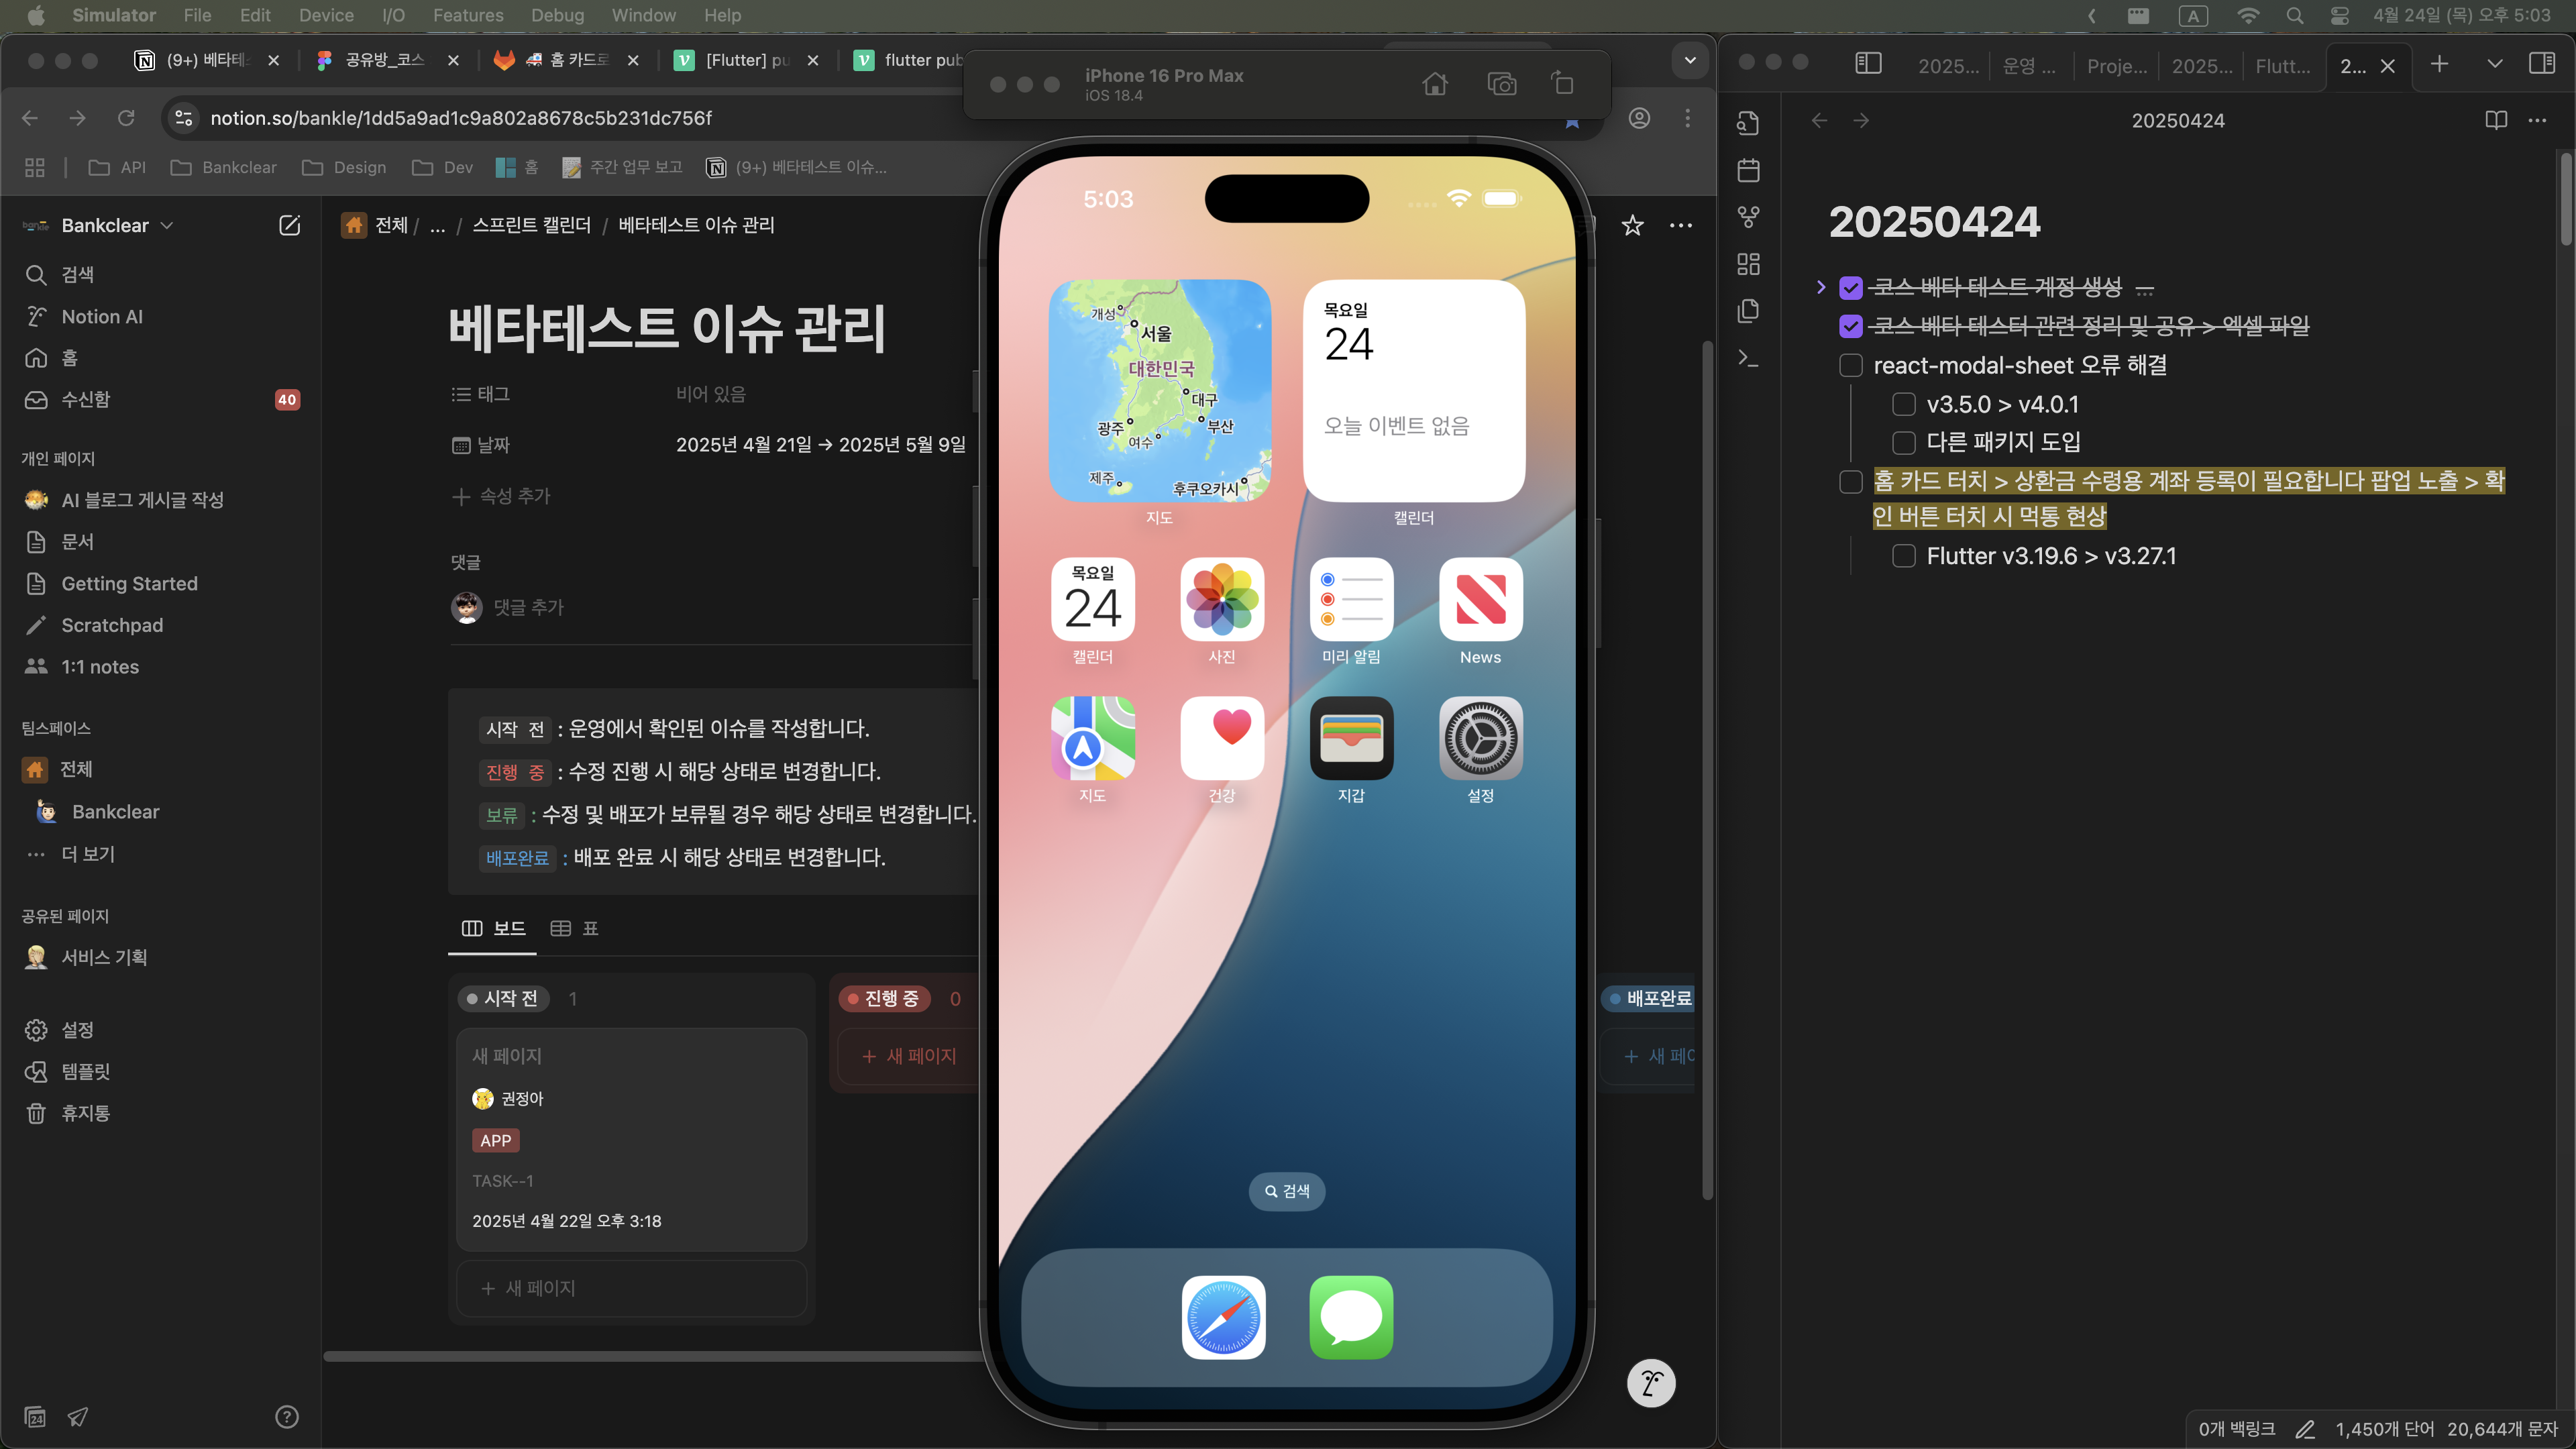 Simulator File Edit Device I/O Features Debug Window Help
A 4월 24일 (목) 오후 5:03
(9+) 베타테스
공유방_코스
홈 카드로
[Flutter] pu
flutter pub
notion.so/bankle/1dd5a9ad1c9a802a8678c5b231dc756f
API Bankclear Design Dev 홈 주간 업무 보고 (9+) 베타테스트 이슈...
Bankclear
검색
Notion AI
홈
수신함 40
개인 페이지
AI 블로그 게시글 작성
문서
Getting Started
Scratchpad
1:1 notes
팀스페이스
전체
Bankclear
더 보기
공유된 페이지
서비스 기획
설정
템플릿
휴지통
24
전체 / ... / 스프린트 캘린더 / 베타테스트 이슈 관리
베타테스트 이슈 관리
태그 비어 있음
날짜 2025년 4월 21일 → 2025년 5월 9일
속성 추가
댓글
댓글 추가
시작 전 : 운영에서 확인된 이슈를 작성합니다.
진행 중 : 수정 진행 시 해당 상태로 변경합니다.
보류 : 수정 및 배포가 보류될 경우 해당 상태로 변경합니다.
배포완료 : 배포 완료 시 해당 상태로 변경합니다.
보드 표
시작 전 1
새 페이지
권정아
APP
TASK--1
2025년 4월 22일 오후 3:18
+ 새 페이지
진행 중 0
+ 새 페이지
배포완료
+ 새 페이
iPhone 16 Pro Max
iOS 18.4
5:03
개성
서울
대한민국
대구
광주
부산
여수
제주
후쿠오카시
지도
목요일
24
오늘 이벤트 없음
캘린더
목요일
24
캘린더 사진 미리 알림 News
지도 건강 지갑 설정
검색
2025... 운영 ... Proje... 2025... Flutt... 2...
20250424
20250424
코스 베타 테스트 계정 생성 ...
코스 베타 테스터 관련 정리 및 공유 > 엑셀 파일
react-modal-sheet 오류 해결
v3.5.0 > v4.0.1
다른 패키지 도입
홈 카드 터치 > 상환금 수령용 계좌 등록이 필요합니다 팝업 노출 > 확
인 버튼 터치 시 먹통 현상
Flutter v3.19.6 > v3.27.1
0개 백링크 1,450개 단어 20,644개 문자